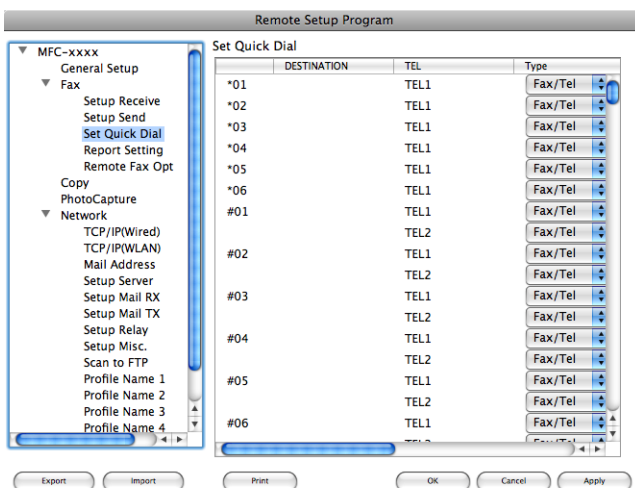 Remote Setup Program
MFC-xxxx
General Setup
Fax
Setup Receive
Setup Send
Set Quick Dial
Report Setting
Remote Fax Opt
Copy
PhotoCapture
Network
TCP/IP(Wired)
TCP/IP(WLAN)
Mail Address
Setup Server
Setup Mail RX
Setup Mail TX
Setup Relay
Setup Misc.
Scan to FTP
Profile Name 1
Profile Name 2
Profile Name 3
Profile Name 4
Set Quick Dial
DESTINATION TEL Type
*01 TEL1 Fax/Tel
*02 TEL1 Fax/Tel
*03 TEL1 Fax/Tel
*04 TEL1 Fax/Tel
*05 TEL1 Fax/Tel
*06 TEL1 Fax/Tel
#01 TEL1 Fax/Tel
TEL2 Fax/Tel
#02 TEL1 Fax/Tel
TEL2 Fax/Tel
#03 TEL1 Fax/Tel
TEL2 Fax/Tel
#04 TEL1 Fax/Tel
TEL2 Fax/Tel
#05 TEL1 Fax/Tel
TEL2 Fax/Tel
#06 TEL1 Fax/Tel
Export Import Print OK Cancel Apply